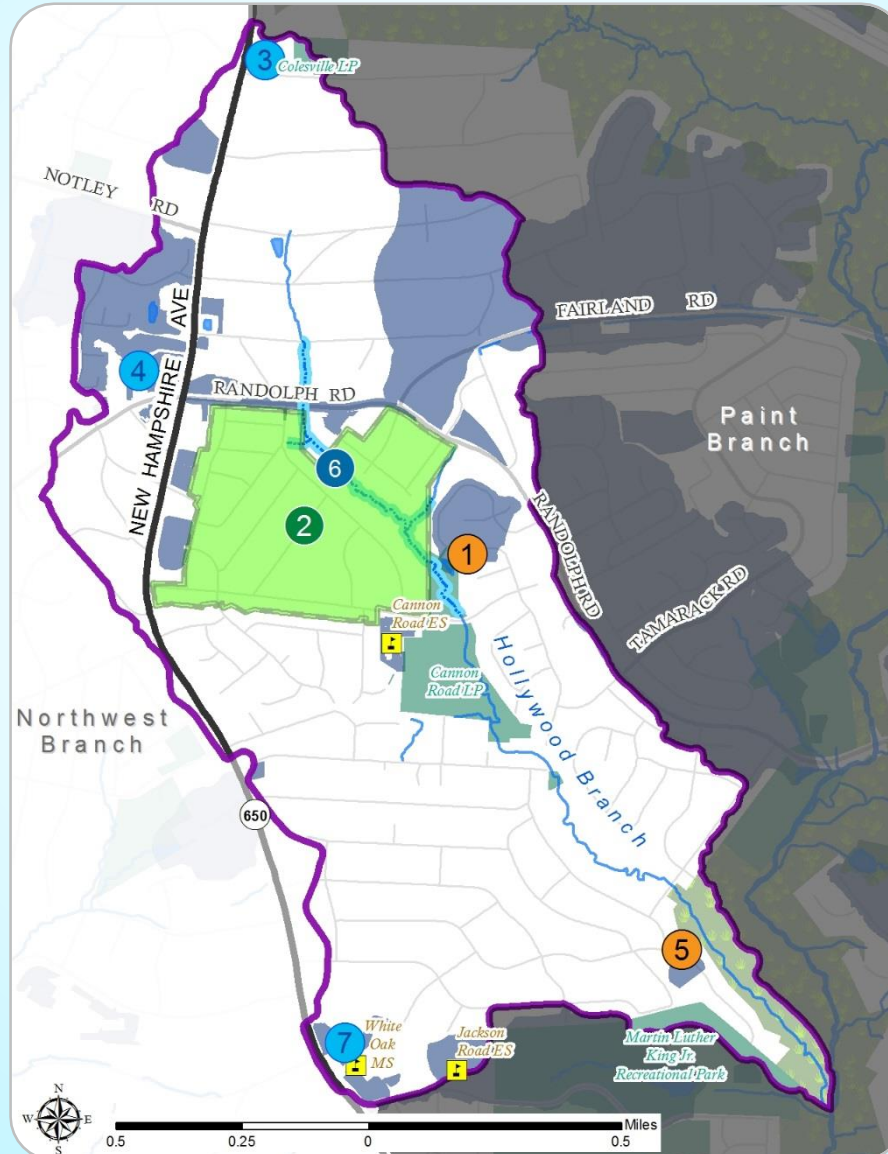 3
Colesville LP
NOTLEY
RD
NEW HAMPSHIRE AVE
FAIRLAND RD
4
RANDOLPH RD
Paint
Branch
6
2
1
RANDOLPH RD
TAMARACK RD
Cannon
Road ES
Cannon
Road LP
Hollywood Branch
Northwest
Branch
650
5
7
White
Oak
MS
Jackson
Road ES
Martin Luther
King Jr.
Recreational Park
N
W
E
S
Miles
0.5
0.25
0
0.5